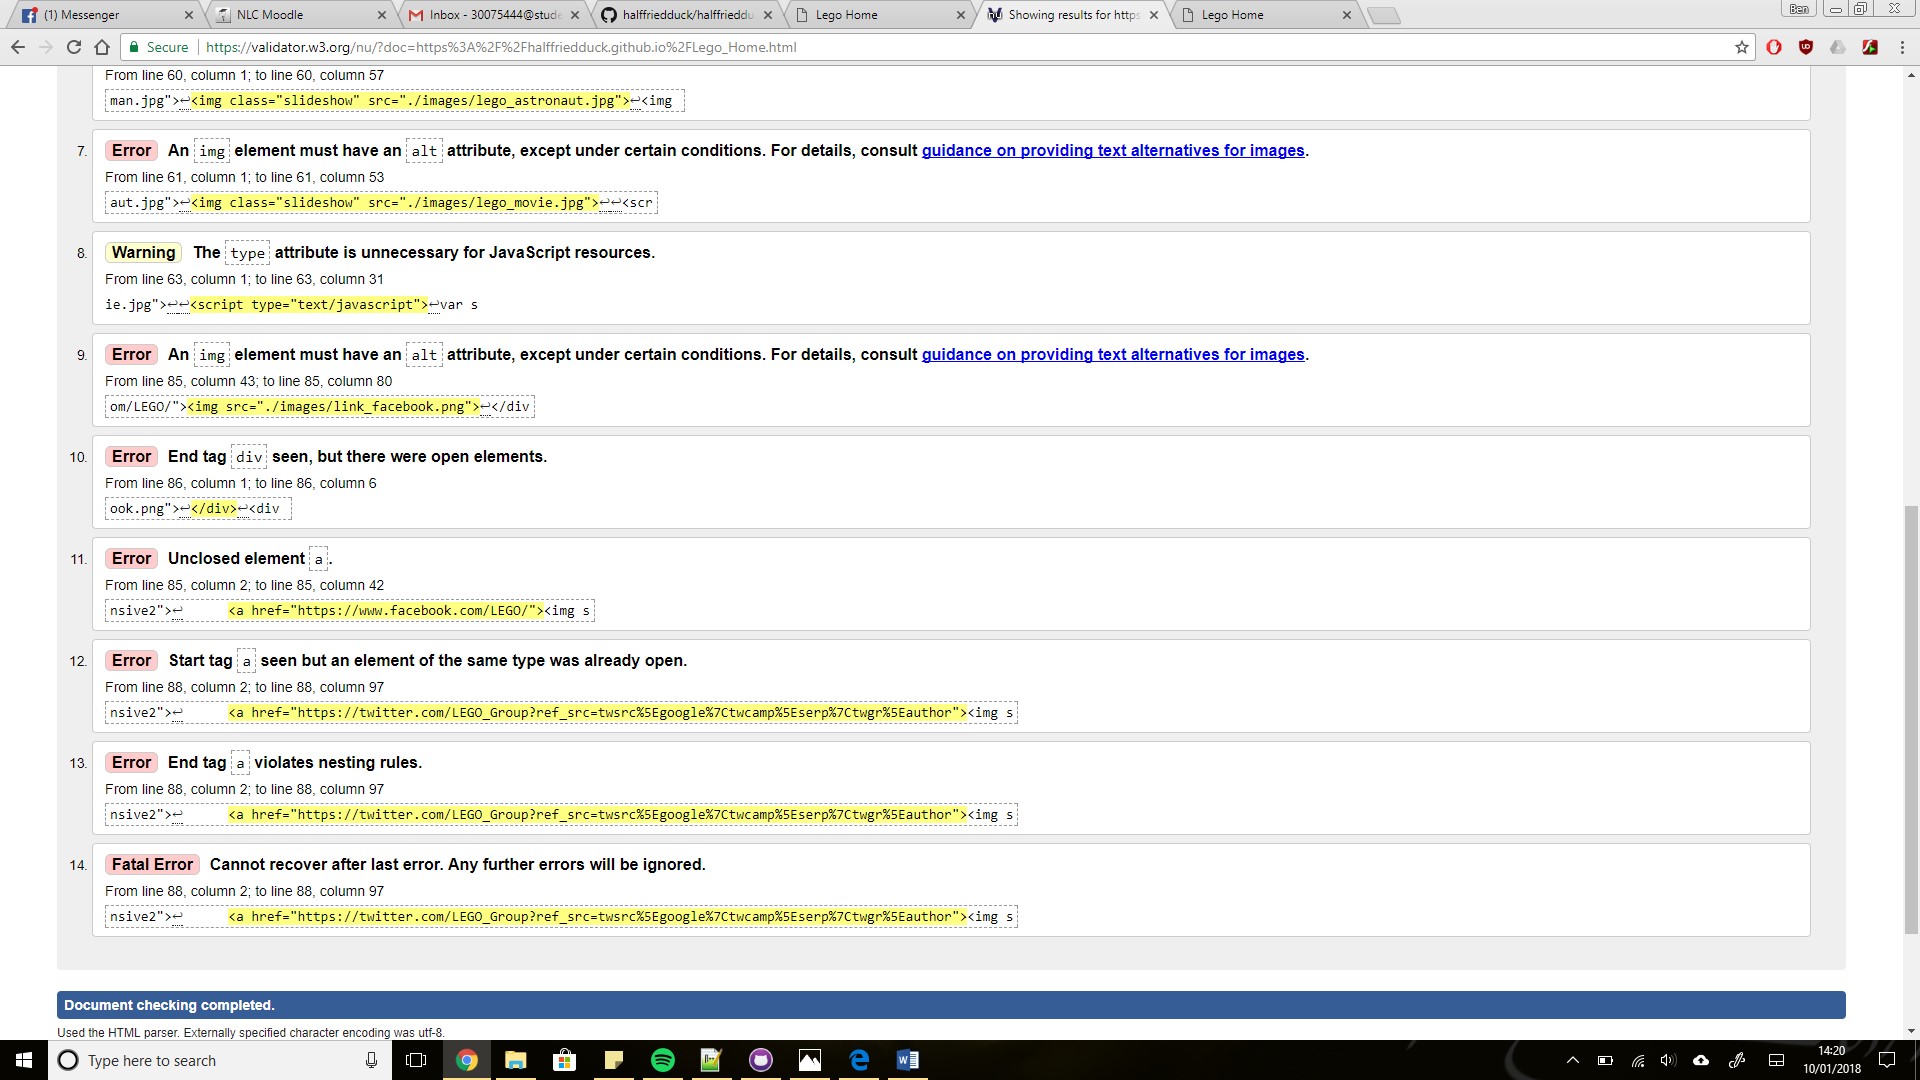 (1) Messenger
NLC Moodle
Inbox - 30075444@stude
halffriedduck/halffrieddu
Lego Home
Showing results for https
Lego Home
Ben
Secure
https://validator.w3.org/nu/?doc=https%3A%2F%2Fhalffriedduck.github.io%2FLego_Home.html
From line 60, column 1; to line 60, column 57
man.jpg">↩<img class="slideshow" src="./images/lego_astronaut.jpg">↩<img
7. Error An img element must have an alt attribute, except under certain conditions. For details, consult guidance on providing text alternatives for images.
From line 61, column 1; to line 61, column 53
aut.jpg">↩<img class="slideshow" src="./images/lego_movie.jpg">↩↩<scr
8. Warning The type attribute is unnecessary for JavaScript resources.
From line 63, column 1; to line 63, column 31
ie.jpg">↩↩<script type="text/javascript">↩var s
9. Error An img element must have an alt attribute, except under certain conditions. For details, consult guidance on providing text alternatives for images.
From line 85, column 43; to line 85, column 80
om/LEGO/"><img src="./images/link_facebook.png">↩</div
10. Error End tag div seen, but there were open elements.
From line 86, column 1; to line 86, column 6
ook.png">↩</div>↩<div
11. Error Unclosed element a.
From line 85, column 2; to line 85, column 42
nsive2">↩ <a href="https://www.facebook.com/LEGO/"><img s
12. Error Start tag a seen but an element of the same type was already open.
From line 88, column 2; to line 88, column 97
nsive2">↩ <a href="https://twitter.com/LEGO_Group?ref_src=twsrc%5Egoogle%7Ctwcamp%5Eserp%7Ctwgr%5Eauthor"><img s
13. Error End tag a violates nesting rules.
From line 88, column 2; to line 88, column 97
nsive2">↩ <a href="https://twitter.com/LEGO_Group?ref_src=twsrc%5Egoogle%7Ctwcamp%5Eserp%7Ctwgr%5Eauthor"><img s
14. Fatal Error Cannot recover after last error. Any further errors will be ignored.
From line 88, column 2; to line 88, column 97
nsive2">↩ <a href="https://twitter.com/LEGO_Group?ref_src=twsrc%5Egoogle%7Ctwcamp%5Eserp%7Ctwgr%5Eauthor"><img s
Document checking completed.
Used the HTML parser. Externally specified character encoding was utf-8.
Type here to search
14:20
10/01/2018